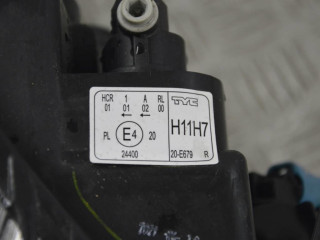 HCR 1 A RL
01 01 02 00
← ←
PL E4 20
24400
TYC
H11H7
20-E679 R